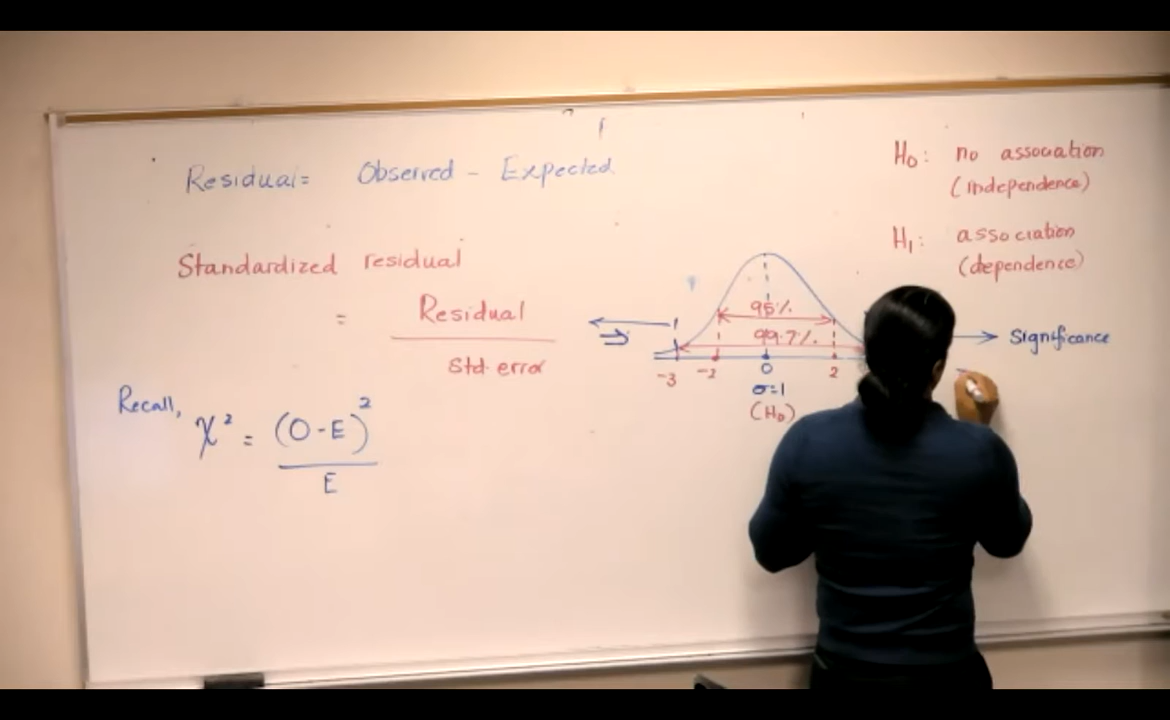 Residual = Observed - Expected
Standardized residual
= Residual
Std. error
Recall,
χ² = (O-E)²
E
H₀: no association
(independence)
H₁: association
(dependence)
95%
99.7%
Significance
-3 -2 0 2
σ=1
(H₀)